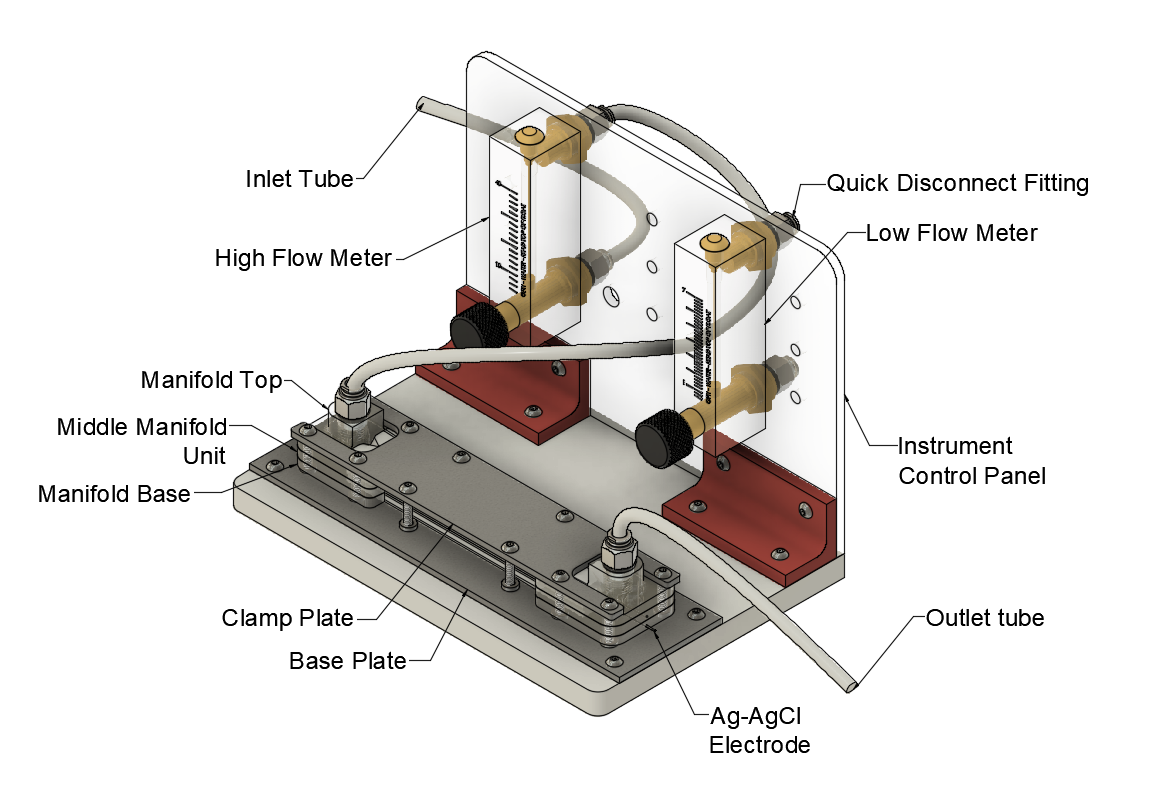 Inlet Tube
Quick Disconnect Fitting
Low Flow Meter
High Flow Meter
Manifold Top
Middle Manifold
Unit
Instrument
Control Panel
Manifold Base
Clamp Plate
Outlet tube
Base Plate
Ag-AgCl
Electrode